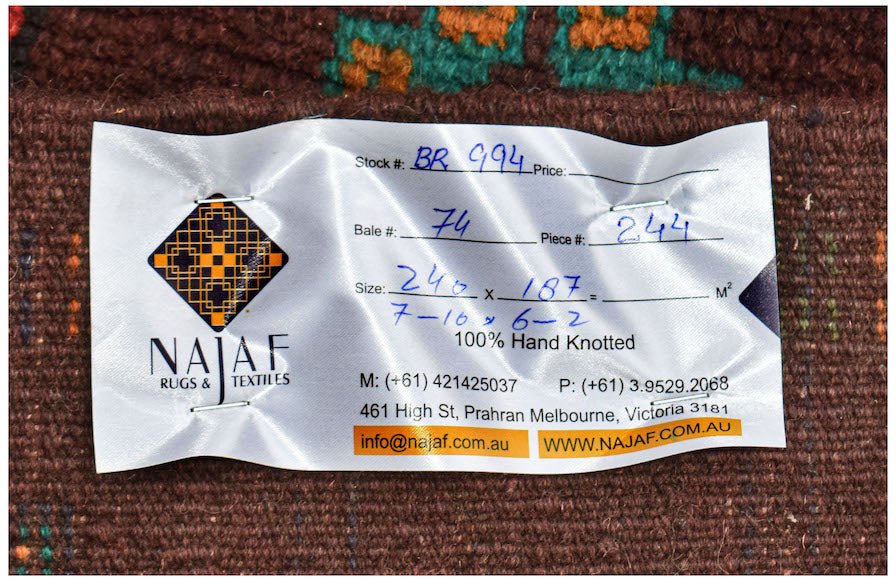 Stock #: BR 994 Price:
Bale #: 74 Piece #: 244
Size: 240 x 187 = M²
7-10 x 6-2
100% Hand Knotted
NAJAF
RUGS & TEXTILES
M: (+61) 421425037 P: (+61) 3.9529.2068
461 High St, Prahran Melbourne, Victoria 3181
info@najaf.com.au WWW.NAJAF.COM.AU